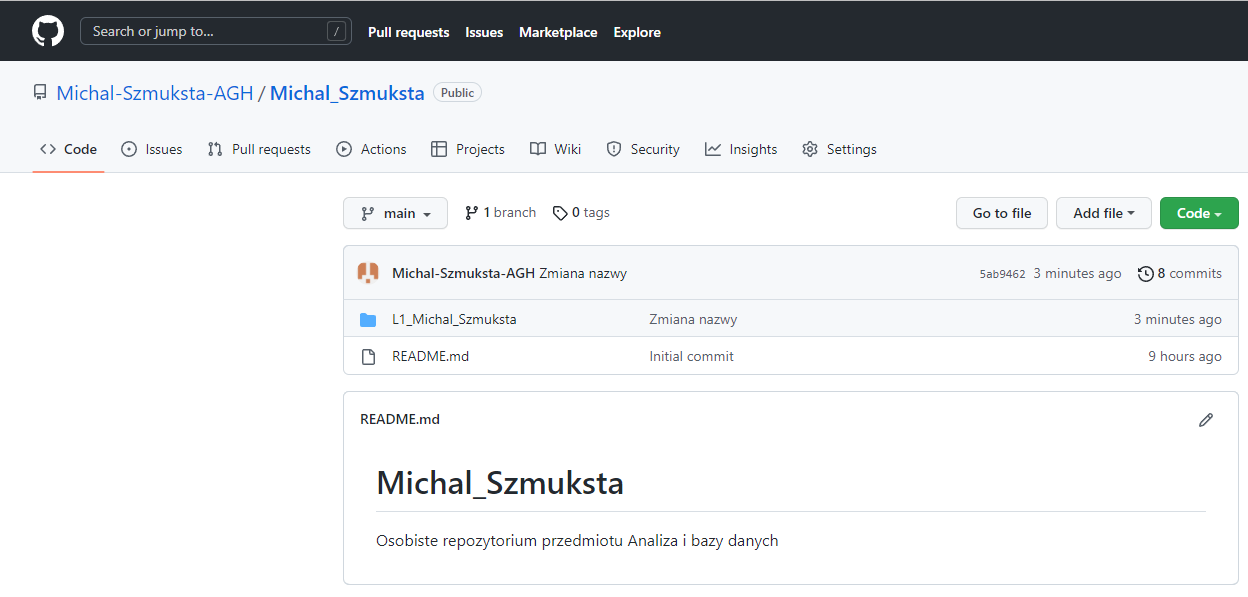 Search or jump to... / Pull requests Issues Marketplace Explore
Michal-Szmuksta-AGH / Michal_Szmuksta Public
Code Issues Pull requests Actions Projects Wiki Security Insights Settings
main 1 branch 0 tags Go to file Add file Code
Michal-Szmuksta-AGH Zmiana nazwy 5ab9462 3 minutes ago 8 commits
L1_Michal_Szmuksta Zmiana nazwy 3 minutes ago
README.md Initial commit 9 hours ago
README.md
Michal_Szmuksta
Osobiste repozytorium przedmiotu Analiza i bazy danych